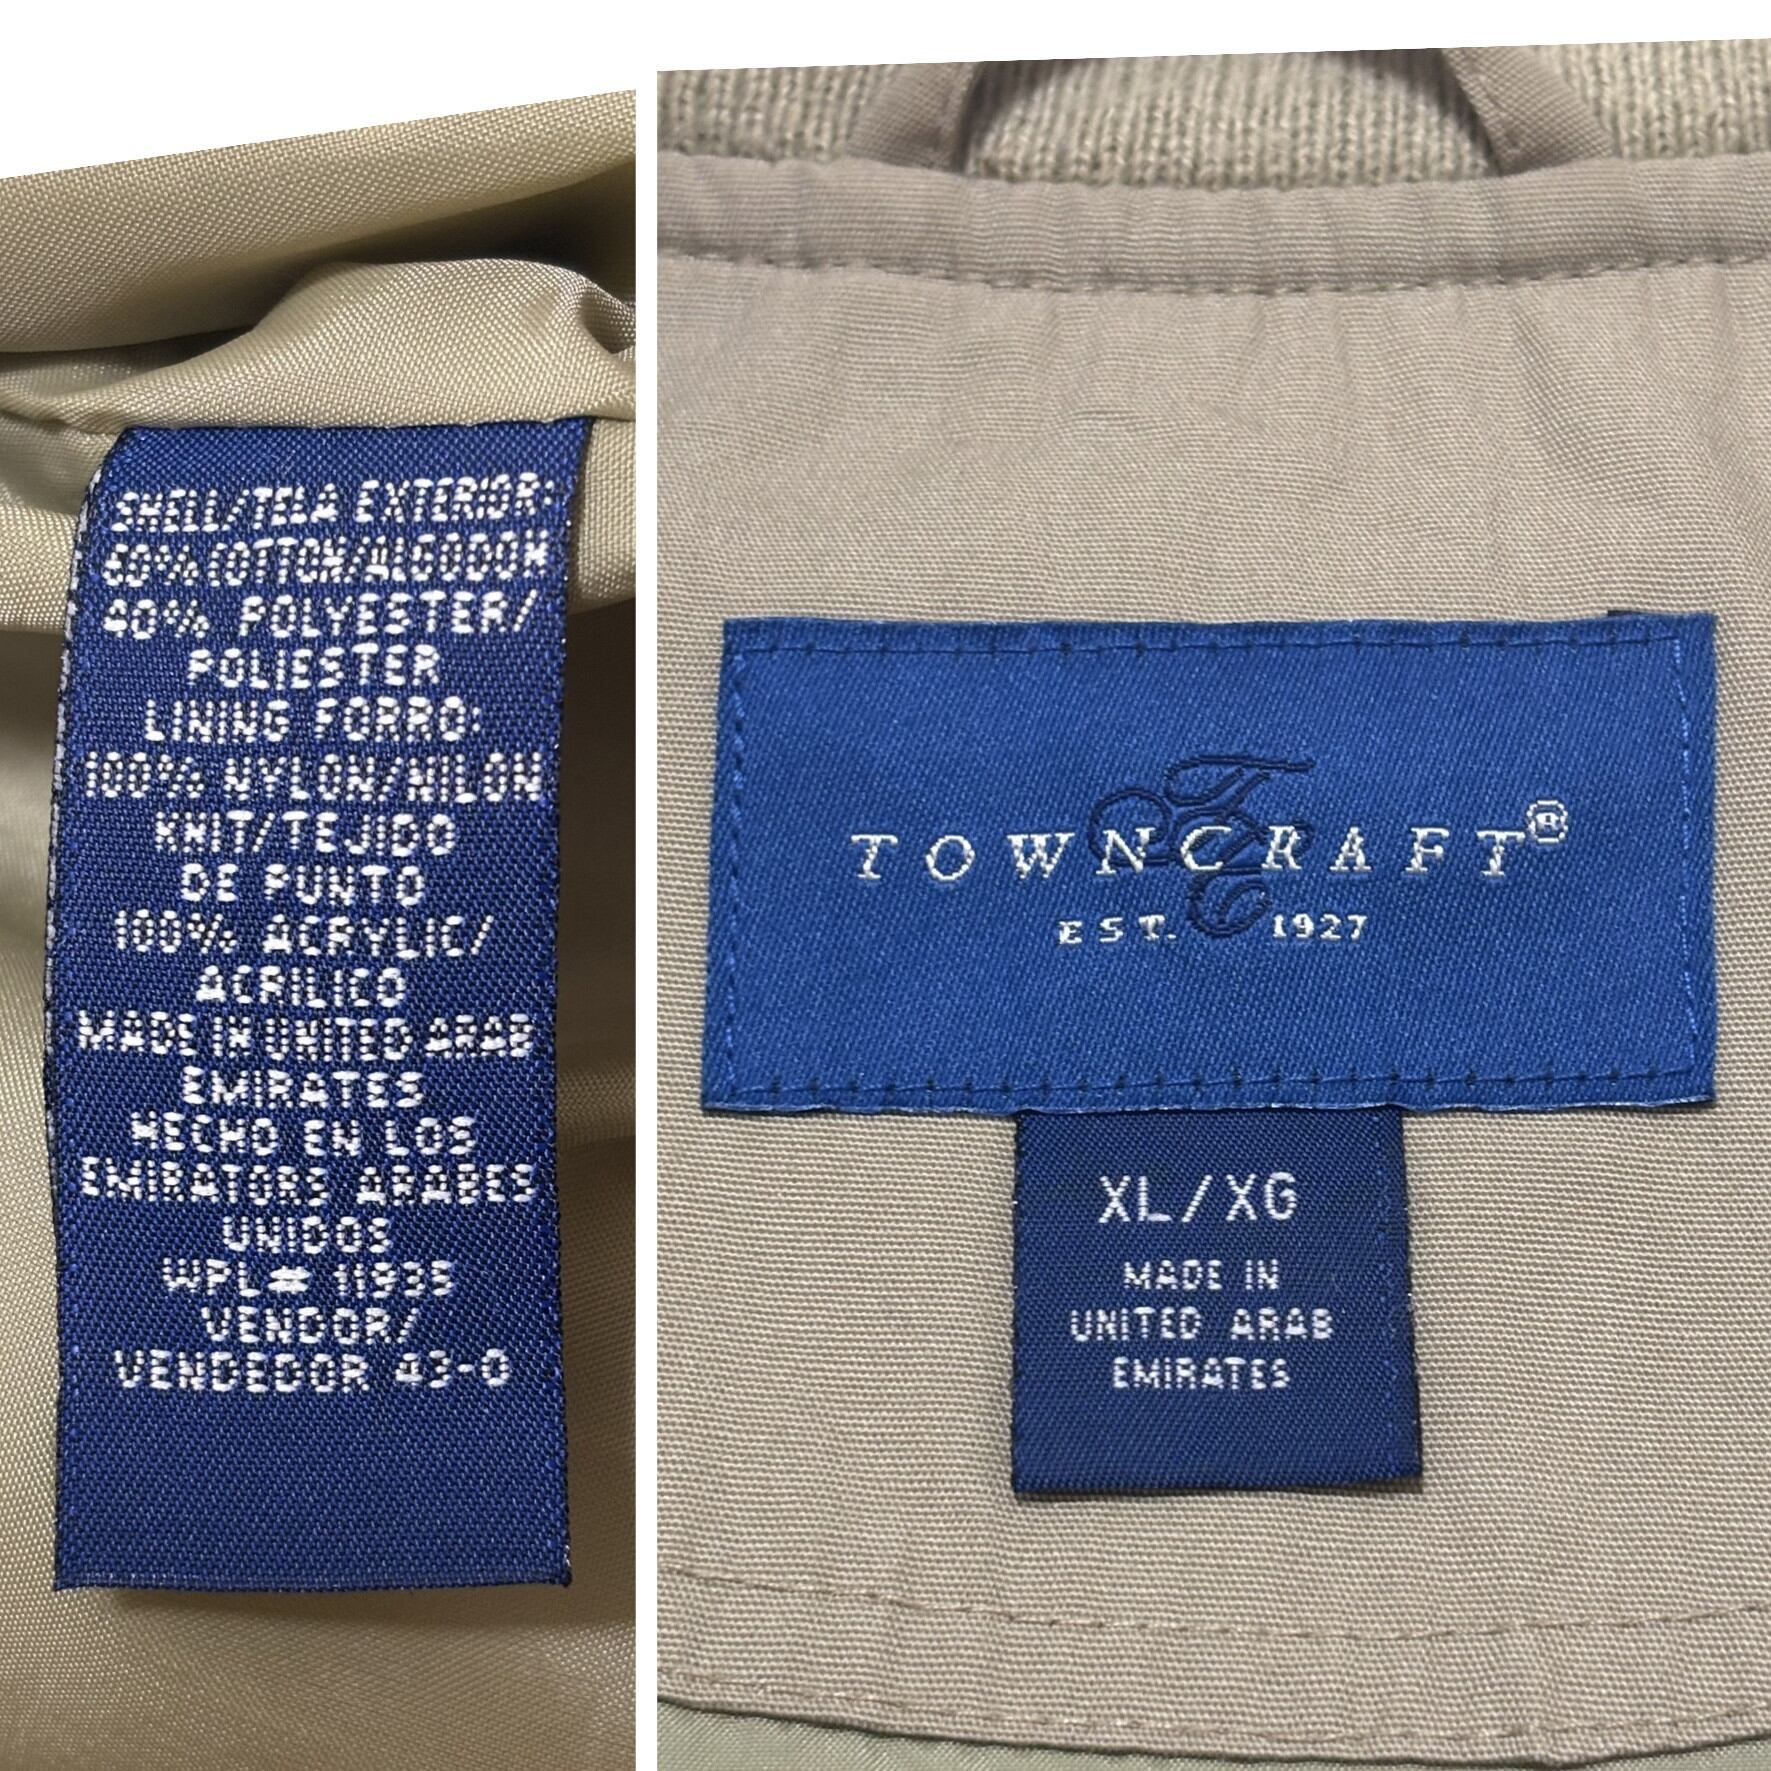 SHELL/TELA EXTERIOR:
60% COTTON/ALGODON
40% POLYESTER/
POLIESTER
LINING FORRO:
100% NYLON/NILON
KNIT/TEJIDO
DE PUNTO
100% ACRYLIC/
ACRILICO
MADE IN UNITED ARAB
EMIRATES
HECHO EN LOS
EMIRATORS ARABES
UNIDOS
WPL# 11935
VENDOR/
VENDEDOR 43-0
TOWNCRAFT®
EST. 1927
XL/XG
MADE IN
UNITED ARAB
EMIRATES